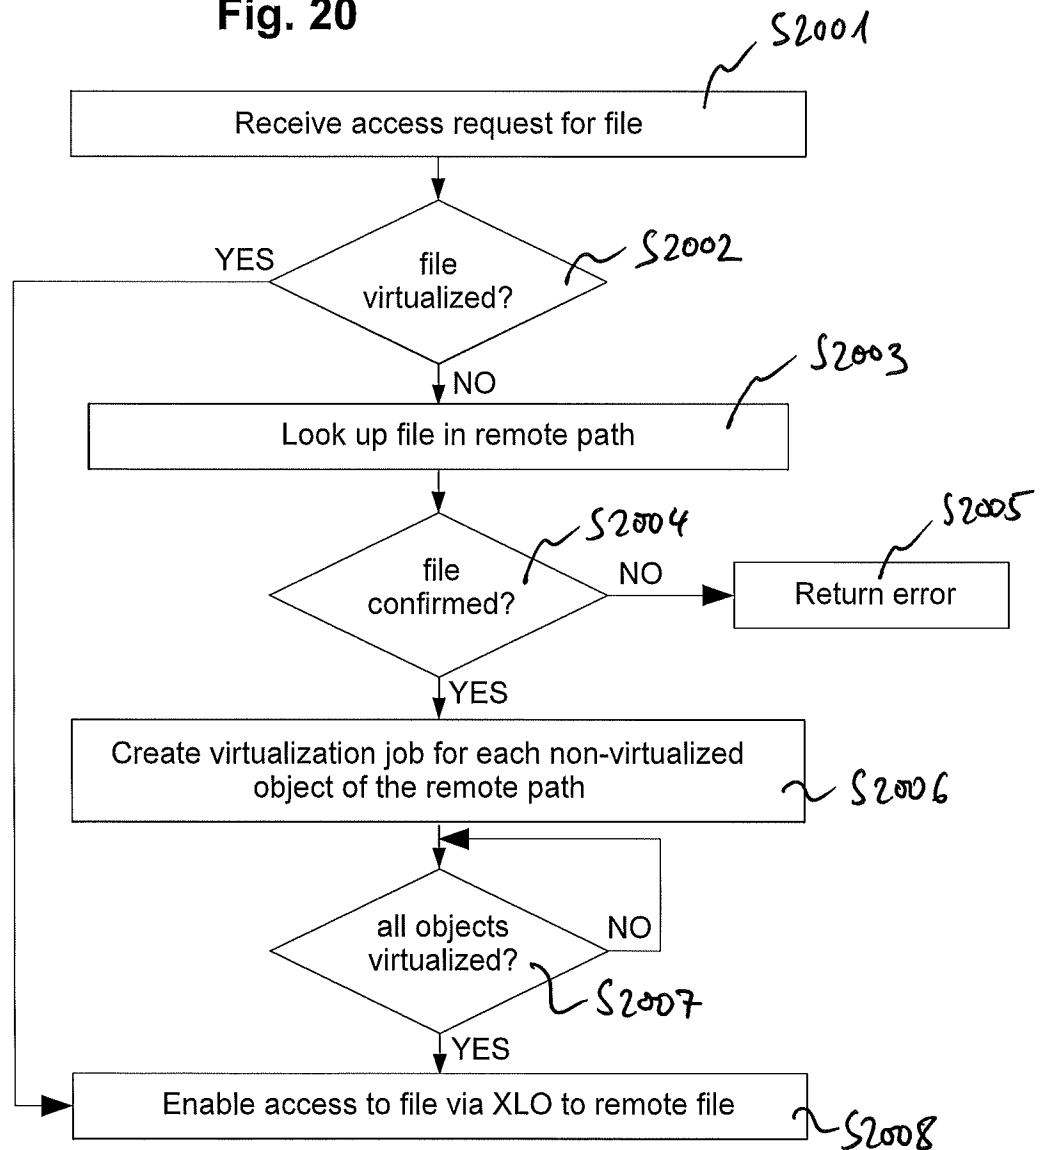 Fig. 20
S2001
Receive access request for file
YES
file
virtualized?
S2002
NO
S2003
Look up file in remote path
S2004
S2005
file
confirmed?
NO
Return error
YES
Create virtualization job for each non-virtualized
object of the remote path
S2006
all objects
virtualized?
NO
S2007
YES
Enable access to file via XLO to remote file
S2008